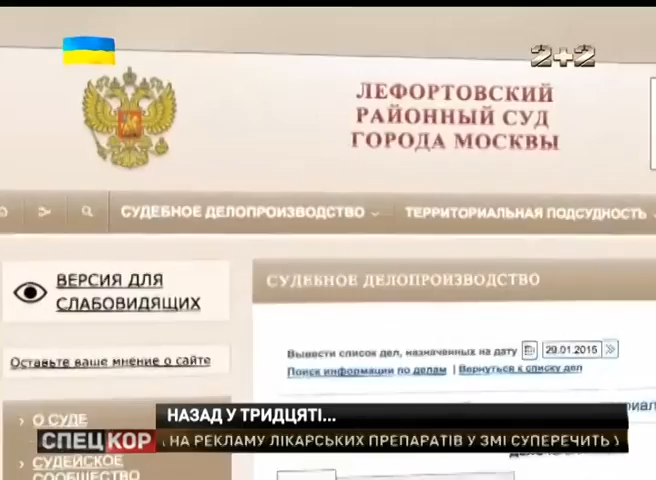 2+2
ЛЕФОРТОВСКИЙ
РАЙОННЫЙ СУД
ГОРОДА МОСКВЫ
СУДЕБНОЕ ДЕЛОПРОИЗВОДСТВО
ТЕРРИТОРИАЛЬНАЯ ПОДСУДНОСТЬ
ВЕРСИЯ ДЛЯ
СЛАБОВИДЯЩИХ
СУДЕБНОЕ ДЕЛОПРОИЗВОДСТВО
Вывести список дел, назначенных на дату 29.01.2015
Поиск информации по делам | Вернуться к списку дел
Оставьте ваше мнение о сайте
О СУДЕ
СУДЕЙСКОЕ
СООБЩЕСТВО
НАЗАД У ТРИДЦЯТІ...
СПЕЦКОР
НА РЕКЛАМУ ЛІКАРСЬКИХ ПРЕПАРАТІВ У ЗМІ СУПЕРЕЧИТЬ